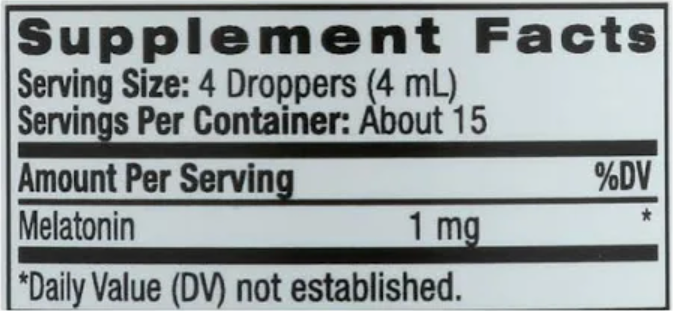 Supplement Facts
Serving Size: 4 Droppers (4 mL)
Servings Per Container: About 15
Amount Per Serving %DV
Melatonin 1 mg *
*Daily Value (DV) not established.